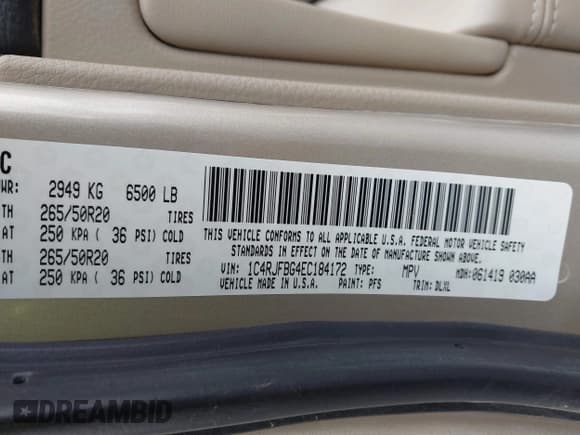 C
WR: 2949 KG 6500 LB
TH 265/50R20 TIRES
AT 250 KPA ( 36 PSI) COLD
TH 265/50R20 TIRES
AT 250 KPA ( 36 PSI) COLD
THIS VEHICLE CONFORMS TO ALL APPLICABLE U.S.A. FEDERAL MOTOR VEHICLE SAFETY
STANDARDS IN EFFECT ON THE DATE OF MANUFACTURE SHOWN ABOVE.
VIN: 1C4RJFBG4EC184172 TYPE: MPV MDH: 061419 030AA
VEHICLE MADE IN U.S.A. PAINT: PFS TRIM: DLXL
DREAMBID